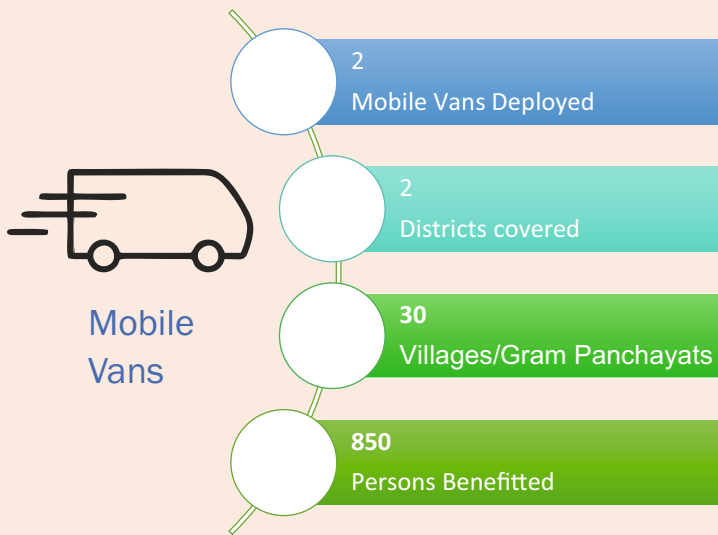 Mobile
Vans
2
Mobile Vans Deployed
2
Districts covered
30
Villages/Gram Panchayats
850
Persons Benefitted